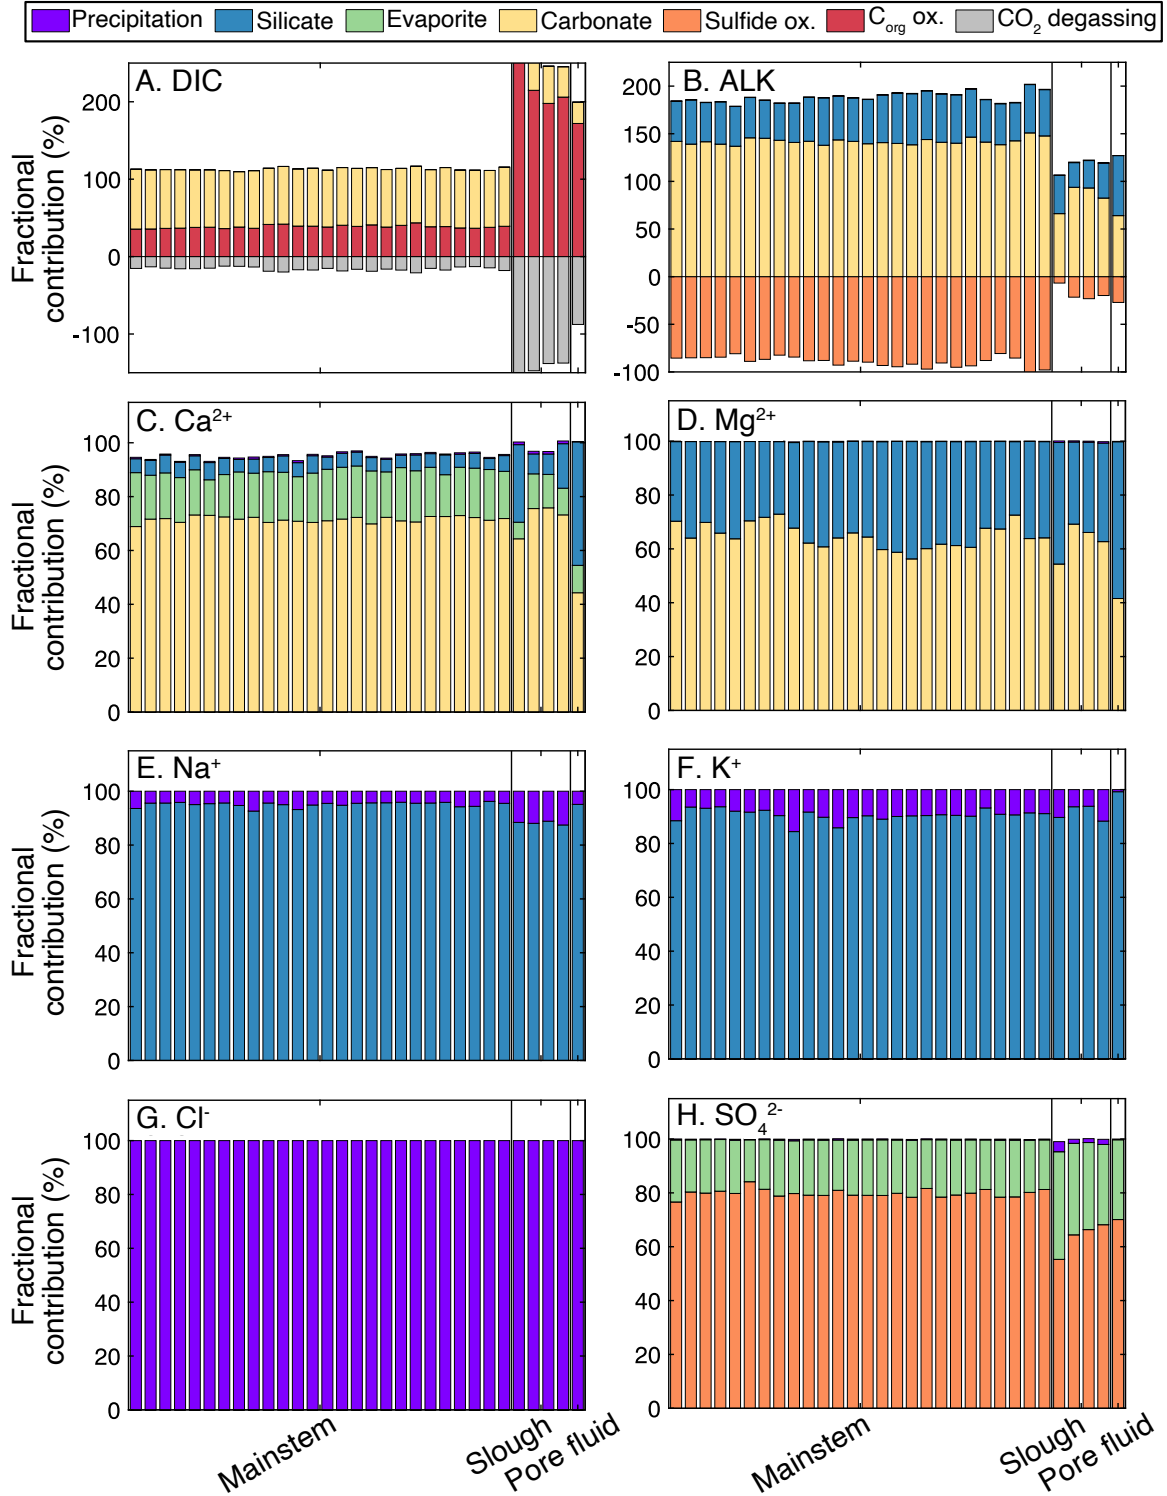 Precipitation Silicate Evaporite Carbonate Sulfide ox. C_org ox. CO₂ degassing
A. DIC
Fractional
contribution (%)
200
100
0
-100
B. ALK
200
150
100
50
0
-50
-100
C. Ca²⁺
Fractional
contribution (%)
100
80
60
40
20
0
D. Mg²⁺
100
80
60
40
20
0
E. Na⁺
Fractional
contribution (%)
100
80
60
40
20
0
F. K⁺
100
80
60
40
20
0
G. Cl⁻
Fractional
contribution (%)
100
80
60
40
20
0
H. SO₄²⁻
100
80
60
40
20
0
Mainstem
Slough
Pore fluid
Mainstem
Slough
Pore fluid